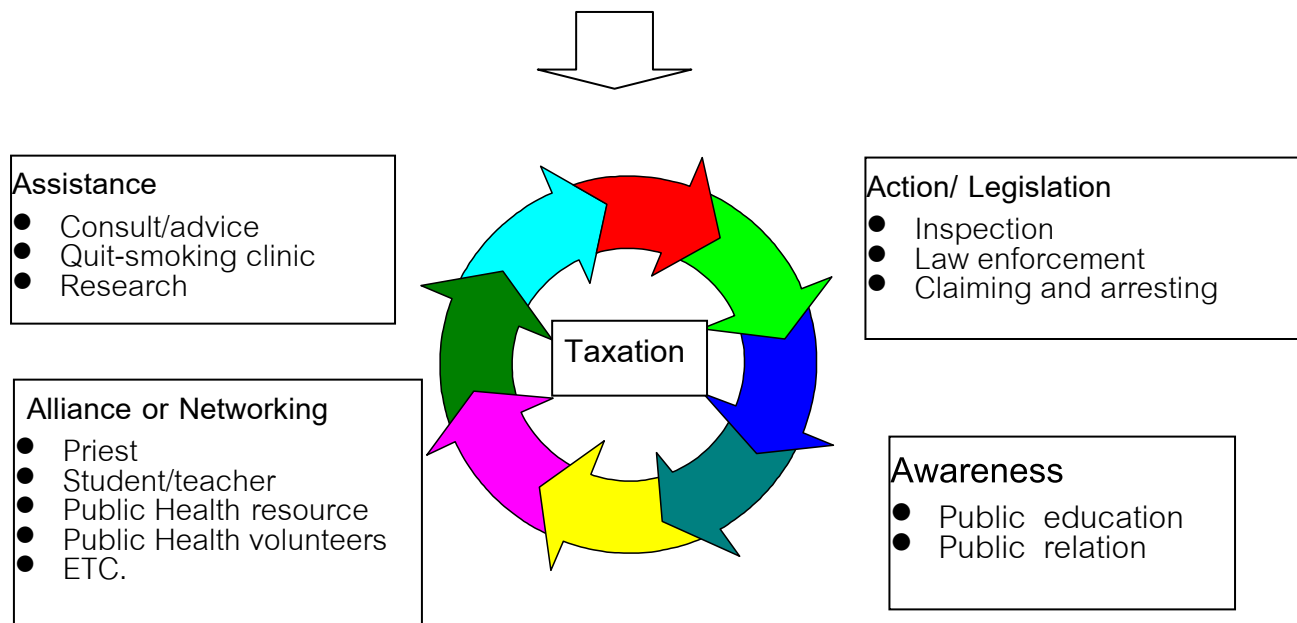 Assistance
● Consult/advice
● Quit-smoking clinic
● Research
Action/ Legislation
● Inspection
● Law enforcement
● Claiming and arresting
Taxation
Alliance or Networking
● Priest
● Student/teacher
● Public Health resource
● Public Health volunteers
● ETC.
Awareness
● Public education
● Public relation